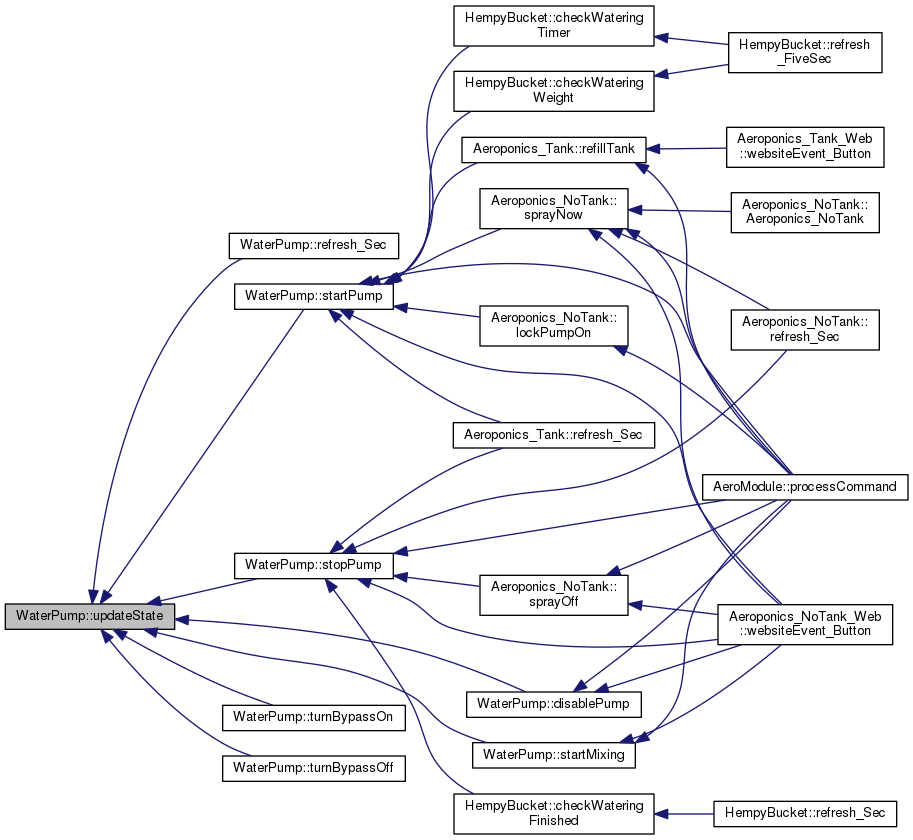 HempyBucket::checkWatering
Timer
HempyBucket::refresh
_FiveSec
HempyBucket::checkWatering
Weight
Aeroponics_Tank::refillTank
Aeroponics_Tank_Web
::websiteEvent_Button
Aeroponics_NoTank::
sprayNow
Aeroponics_NoTank::
Aeroponics_NoTank
WaterPump::refresh_Sec
WaterPump::startPump
Aeroponics_NoTank::
lockPumpOn
Aeroponics_NoTank::
refresh_Sec
Aeroponics_Tank::refresh_Sec
AeroModule::processCommand
WaterPump::stopPump
Aeroponics_NoTank::
sprayOff
WaterPump::updateState
Aeroponics_NoTank_Web
::websiteEvent_Button
WaterPump::disablePump
WaterPump::turnBypassOn
WaterPump::startMixing
WaterPump::turnBypassOff
HempyBucket::checkWatering
Finished
HempyBucket::refresh_Sec